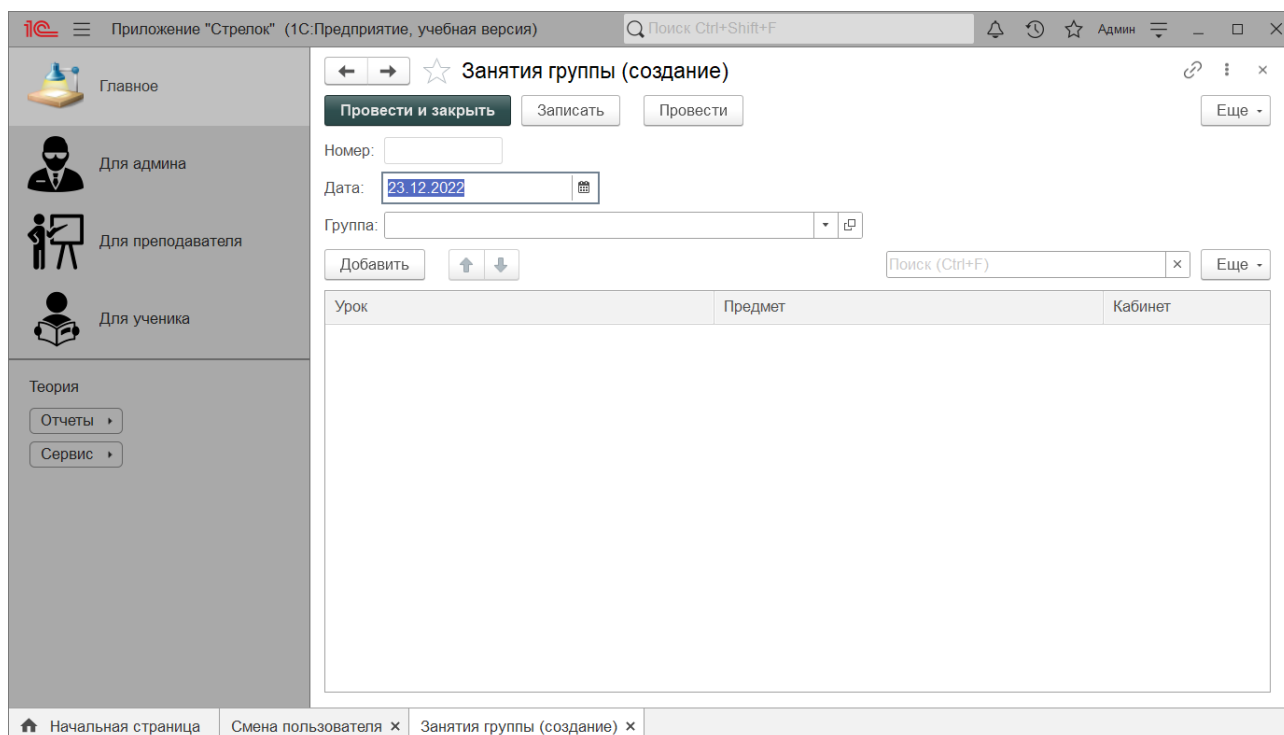 1С Приложение "Стрелок" (1С:Предприятие, учебная версия) Поиск Ctrl+Shift+F Админ
Главное
Для админа
Для преподавателя
Для ученика
Теория
Отчеты
Сервис
Занятия группы (создание)
Провести и закрыть Записать Провести Еще
Номер:
Дата: 23.12.2022
Группа:
Добавить Поиск (Ctrl+F) Еще
Урок Предмет Кабинет
Начальная страница Смена пользователя Занятия группы (создание)